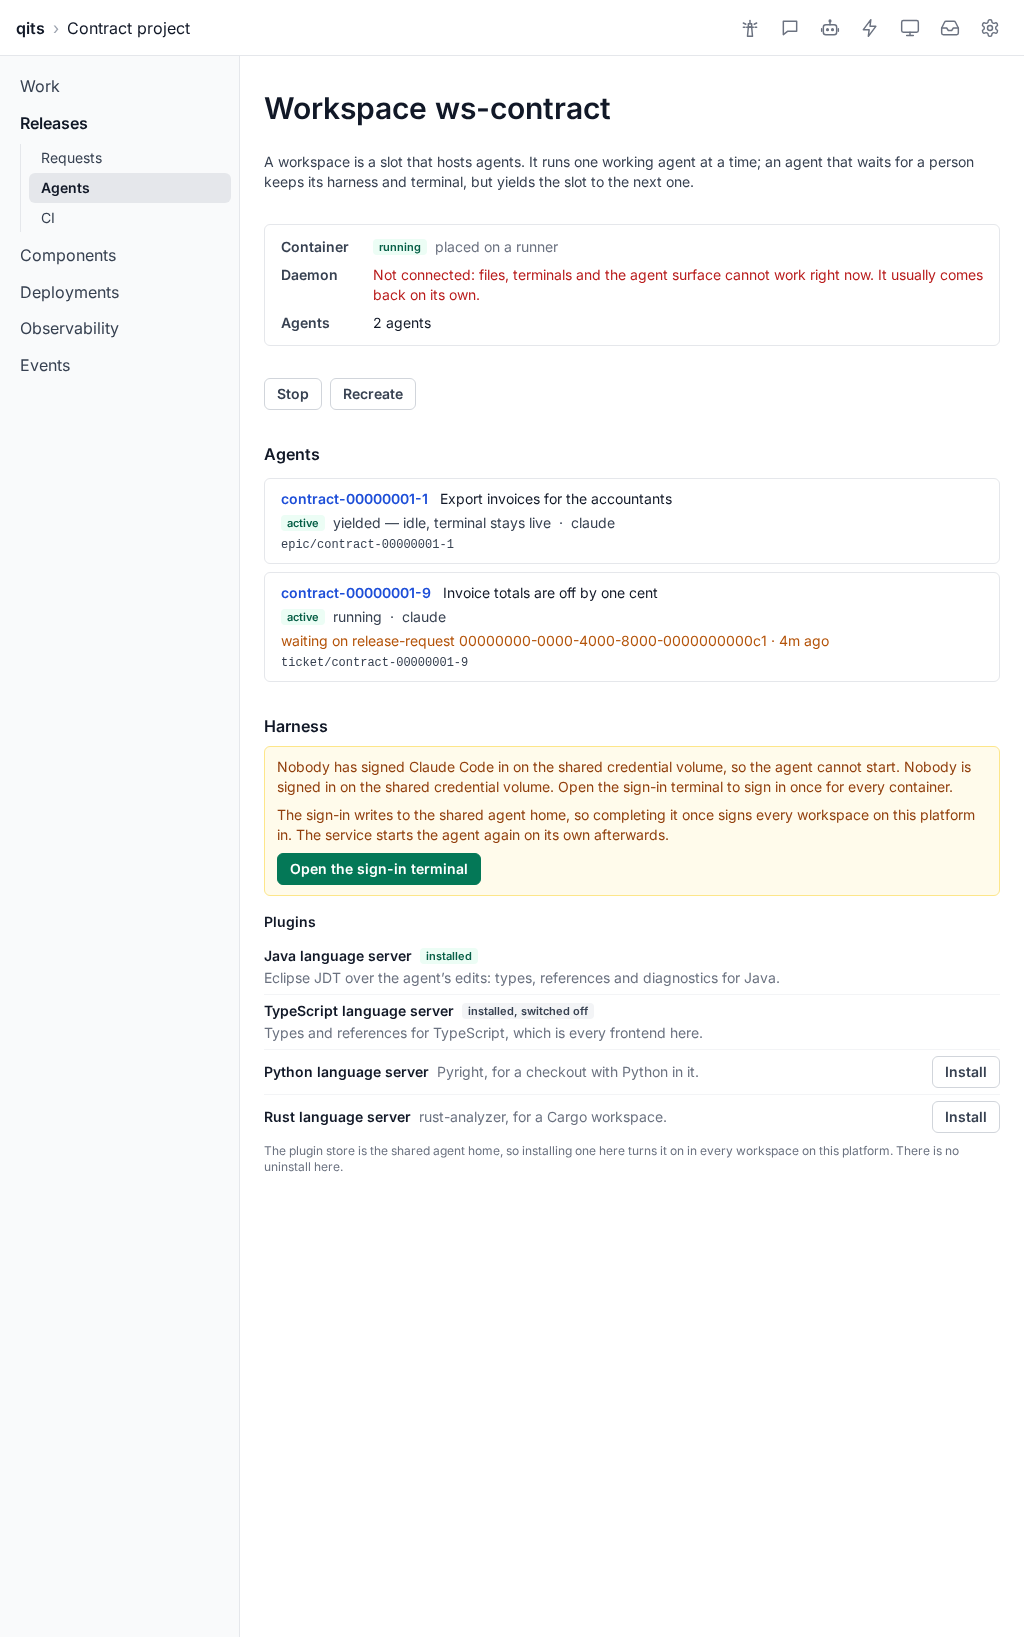 qits › Contract project
Work
Releases
Requests
Agents
CI
Components
Deployments
Observability
Events
Workspace ws-contract
A workspace is a slot that hosts agents. It runs one working agent at a time; an agent that waits for a person
keeps its harness and terminal, but yields the slot to the next one.
Container running placed on a runner
Daemon Not connected: files, terminals and the agent surface cannot work right now. It usually comes
back on its own.
Agents 2 agents
Stop Recreate
Agents
contract-00000001-1 Export invoices for the accountants
active yielded — idle, terminal stays live · claude
epic/contract-00000001-1
contract-00000001-9 Invoice totals are off by one cent
active running · claude
waiting on release-request 00000000-0000-4000-8000-0000000000c1 · 4m ago
ticket/contract-00000001-9
Harness
Nobody has signed Claude Code in on the shared credential volume, so the agent cannot start. Nobody is
signed in on the shared credential volume. Open the sign-in terminal to sign in once for every container.
The sign-in writes to the shared agent home, so completing it once signs every workspace on this platform
in. The service starts the agent again on its own afterwards.
Open the sign-in terminal
Plugins
Java language server installed
Eclipse JDT over the agent’s edits: types, references and diagnostics for Java.
TypeScript language server installed, switched off
Types and references for TypeScript, which is every frontend here.
Python language server Pyright, for a checkout with Python in it. Install
Rust language server rust-analyzer, for a Cargo workspace. Install
The plugin store is the shared agent home, so installing one here turns it on in every workspace on this platform. There is no
uninstall here.